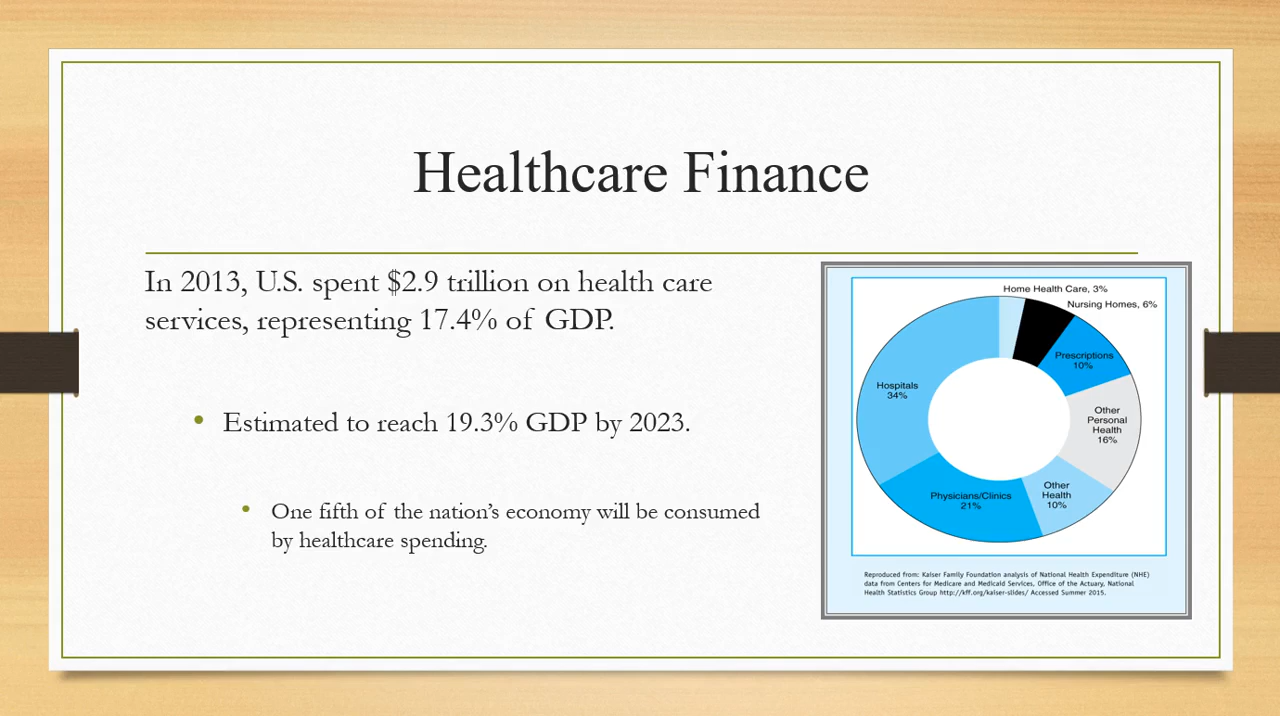 Healthcare Finance
In 2013, U.S. spent $2.9 trillion on health care
services, representing 17.4% of GDP.
• Estimated to reach 19.3% GDP by 2023.
• One fifth of the nation’s economy will be consumed
by healthcare spending.
Home Health Care, 3%
Nursing Homes, 6%
Prescriptions
10%
Other
Personal
Health
16%
Other
Health
10%
Physicians/Clinics
21%
Hospitals
34%
Reproduced from: Kaiser Family Foundation analysis of National Health Expenditure (NHE)
data from Centers for Medicare and Medicaid Services, Office of the Actuary, National
Health Statistics Group http://kff.org/kaiser-slides/ Accessed Summer 2015.